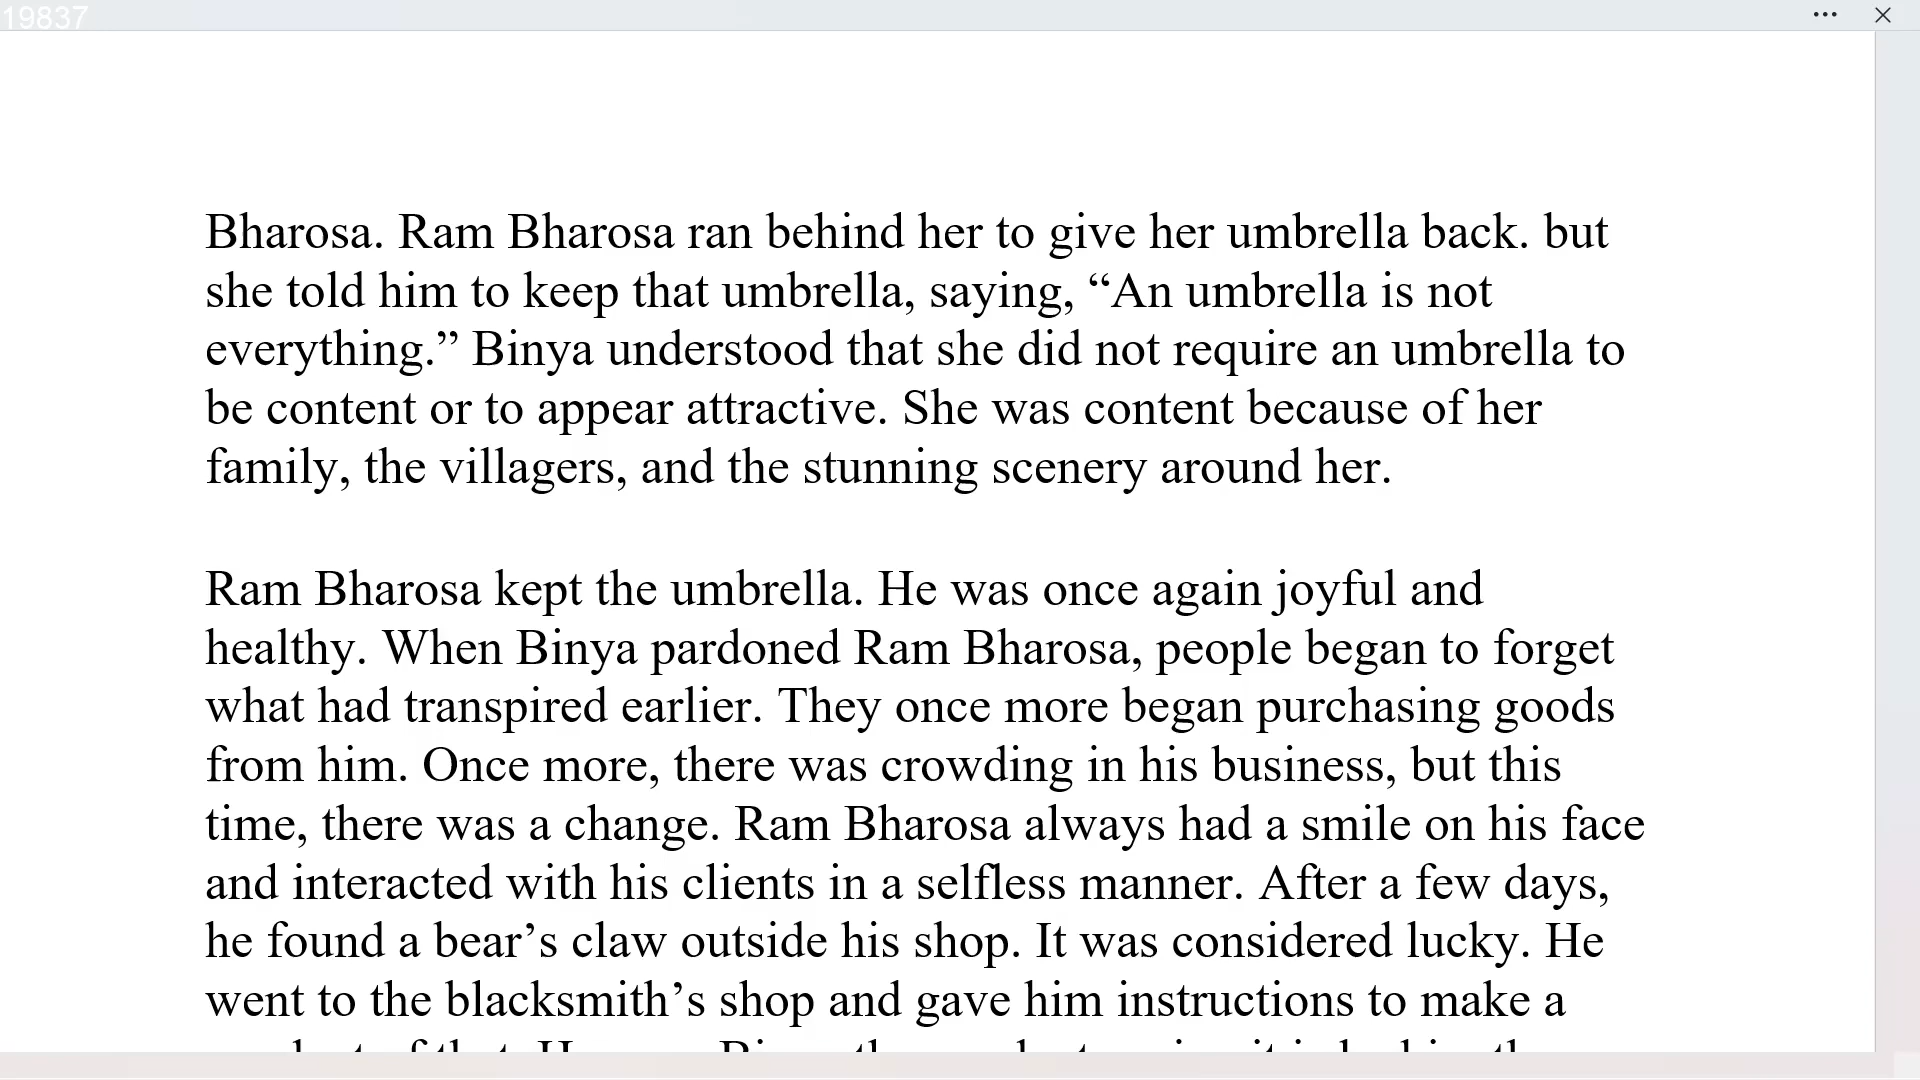 19837
Bharosa. Ram Bharosa ran behind her to give her umbrella back. but
she told him to keep that umbrella, saying, “An umbrella is not
everything.” Binya understood that she did not require an umbrella to
be content or to appear attractive. She was content because of her
family, the villagers, and the stunning scenery around her.
Ram Bharosa kept the umbrella. He was once again joyful and
healthy. When Binya pardoned Ram Bharosa, people began to forget
what had transpired earlier. They once more began purchasing goods
from him. Once more, there was crowding in his business, but this
time, there was a change. Ram Bharosa always had a smile on his face
and interacted with his clients in a selfless manner. After a few days,
he found a bear’s claw outside his shop. It was considered lucky. He
went to the blacksmith’s shop and gave him instructions to make a